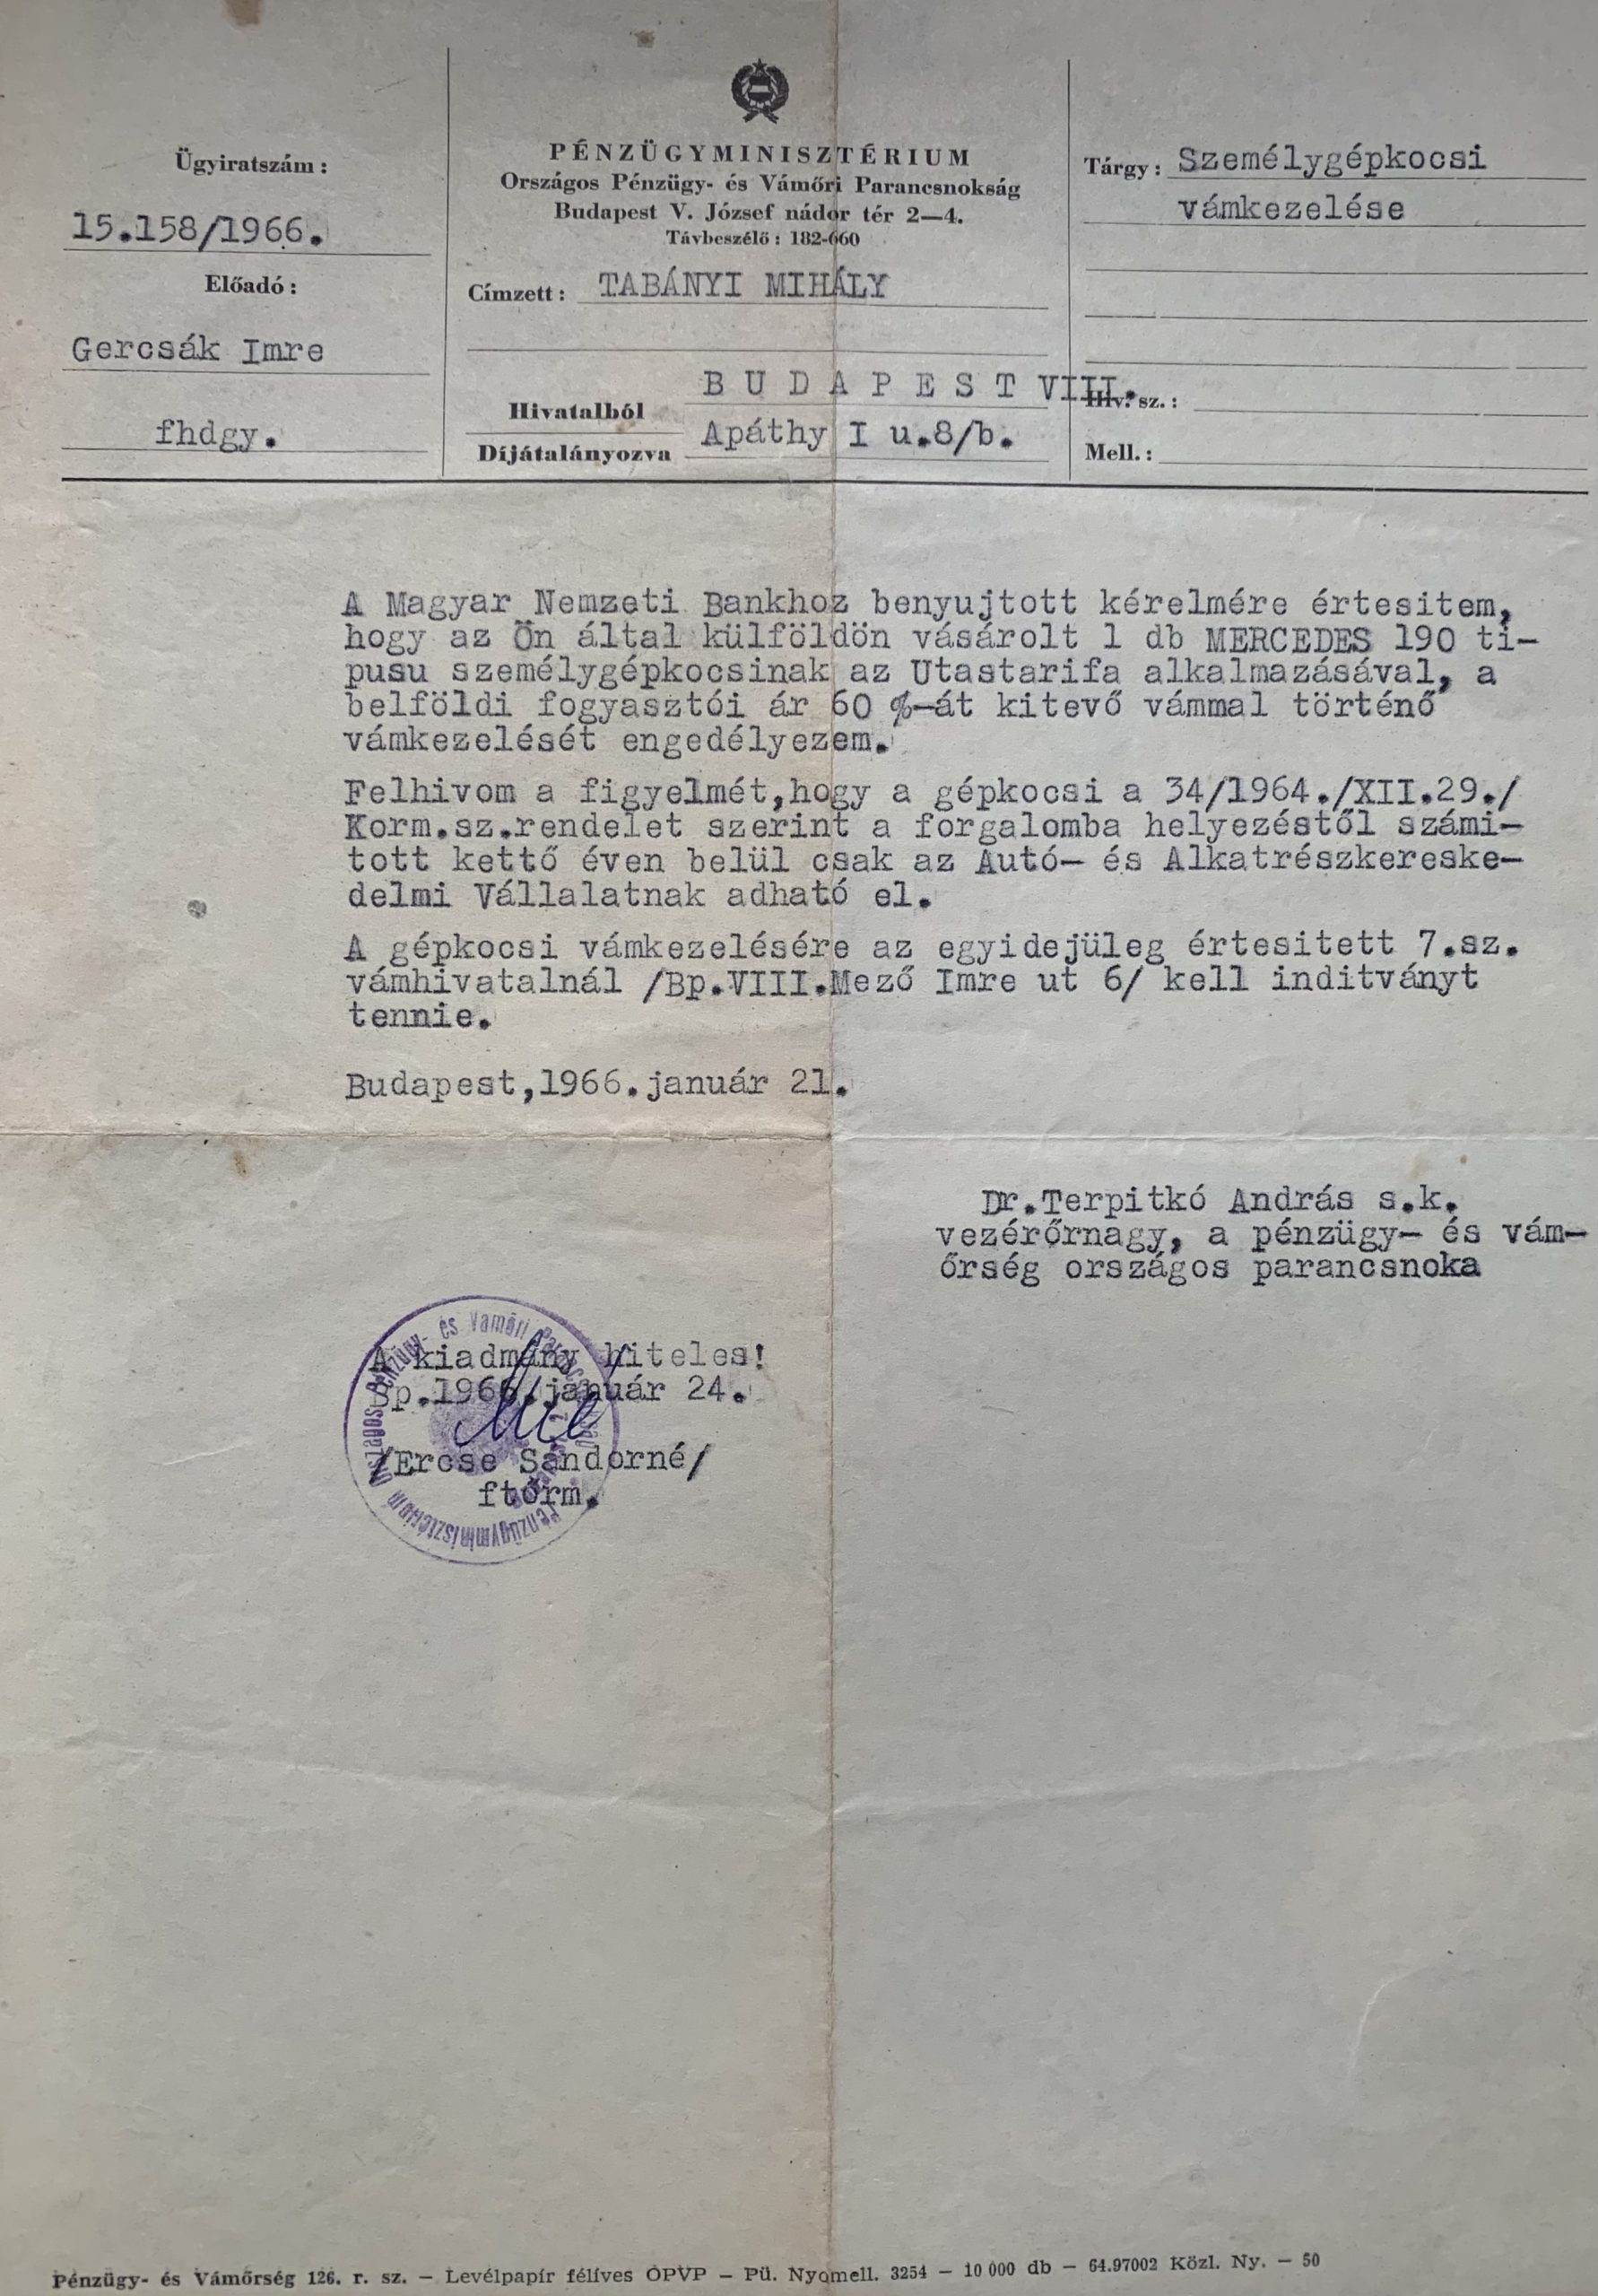 Ügyiratszám:
15.158/1966.
Előadó:
Gercsák Imre
fhdgy.
PÉNZÜGYMINISZTÉRIUM
Országos Pénzügy- és Vámőri Parancsnokság
Budapest V. József nádor tér 2—4.
Távbeszélő: 182-660
Címzett: TABÁNYI MIHÁLY
BUDAPEST VIII.
Hivatalból
Díjátalányozva
Apáthy I u.8/b.
Tárgy: Személygépkocsi
vámkezelése
Hiv. sz.:
Mell.:
A Magyar Nemzeti Bankhoz benyujtott kérelmére értesitem,
hogy az Ön által külföldön vásárolt 1 db MERCEDES 190 ti-
pusu személygépkocsinak az Utastarifa alkalmazásával, a
belföldi fogyasztói ár 60 %-át kitevő vámmal történő
vámkezelését engedélyezem.
Felhivom a figyelmét,hogy a gépkocsi a 34/1964./XII.29./
Korm.sz.rendelet szerint a forgalomba helyezéstől számi-
tott kettő éven belül csak az Autó- és Alkatrészkereske-
delmi Vállalatnak adható el.
A gépkocsi vámkezelésére az egyidejüleg értesitett 7.sz.
vámhivatalnál /Bp.VIII.Mező Imre ut 6/ kell inditványt
tennie.
Budapest,1966.január 21.
Dr.Terpitkó András s.k.
vezérőrnagy, a pénzügy- és vám-
őrség országos parancsnoka
A kiadmány hiteles!
Bp.1966.január 24.
/Ercse Sándorné/
ftőrm.
Pénzügyminisztérium Országos Pénzügy- és Vámőri
Pénzügy- és Vámőrség 126. r. sz. — Levélpapír félíves OPVP — Pü. Nyomell. 3254 — 10 000 db — 64.97002 Közl. Ny. — 50